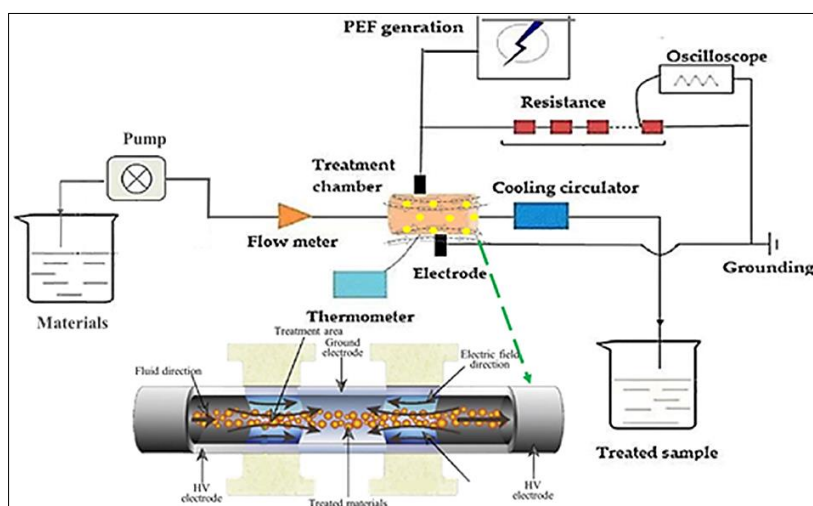 PEF genration
Oscilloscope
Resistance
Pump
Treatment
chamber
Cooling circulator
Flow meter
Electrode
Grounding
Materials
Thermometer
Treatment area
Ground
electrode
Fluid direction
Electric field
direction
HV
electrode
Treated materials
HV
electrode
Treated sample